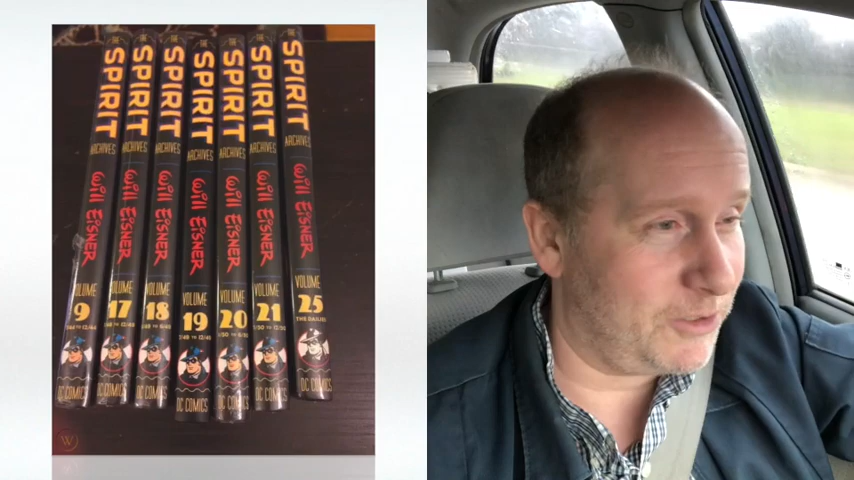 THE SPIRIT ARCHIVES
Will EisNER
VOLUME
9
DC COMICS
THE SPIRIT ARCHIVES
Will EisNER
VOLUME
17
DC COMICS
THE SPIRIT ARCHIVES
Will EisNER
VOLUME
18
DC COMICS
THE SPIRIT ARCHIVES
Will EisNER
VOLUME
19
DC COMICS
THE SPIRIT ARCHIVES
Will EisNER
VOLUME
20
DC COMICS
THE SPIRIT ARCHIVES
Will EisNER
VOLUME
21
DC COMICS
THE SPIRIT ARCHIVES
Will EisNER
VOLUME
25
THE DAILIES
DC COMICS
W